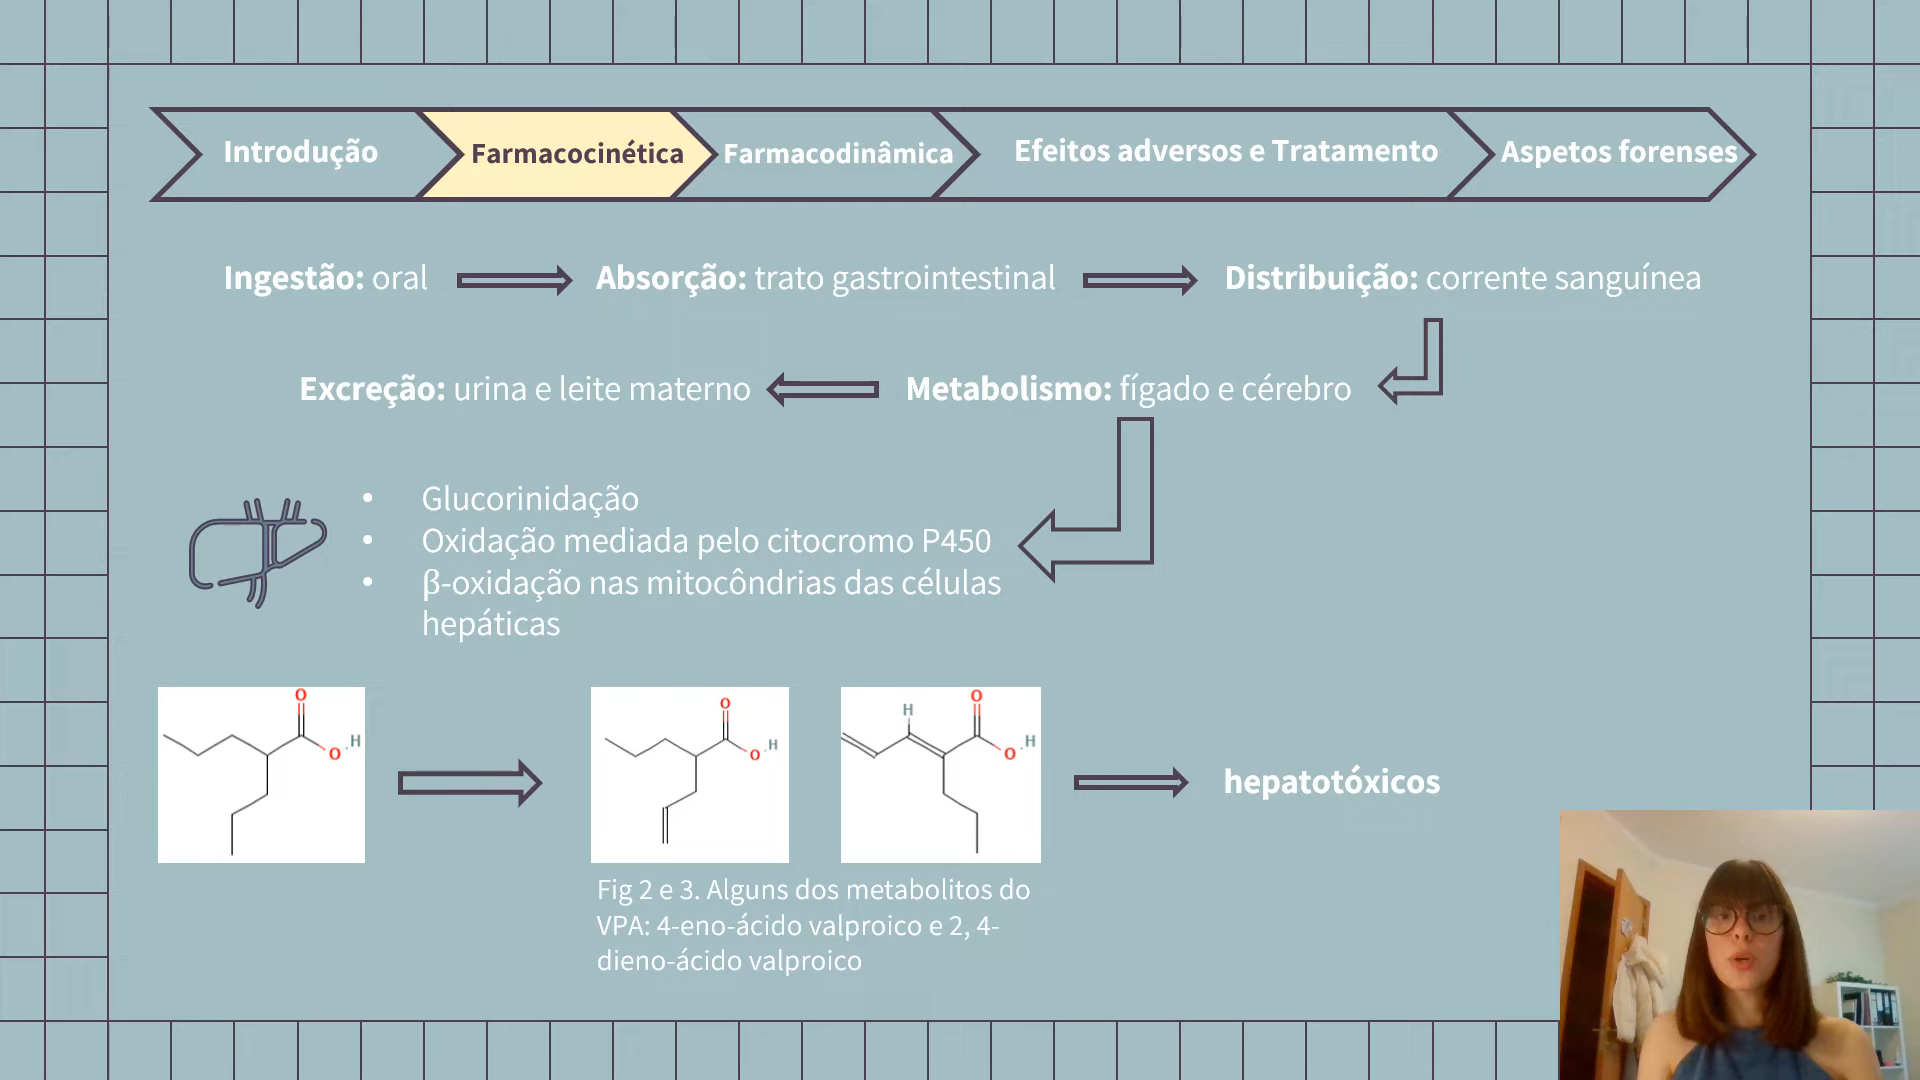 Introdução
Farmacocinética
Farmacodinâmica
Efeitos adversos e Tratamento
Aspetos forenses
Ingestão: oral
Absorção: trato gastrointestinal
Distribuição: corrente sanguínea
Excreção: urina e leite materno
Metabolismo: fígado e cérebro
• Glucorinidação
• Oxidação mediada pelo citocromo P450
• β-oxidação nas mitocôndrias das células
hepáticas
O
O H
O
O H
H
O
O H
hepatotóxicos
Fig 2 e 3. Alguns dos metabolitos do
VPA: 4-eno-ácido valproico e 2, 4-
dieno-ácido valproico